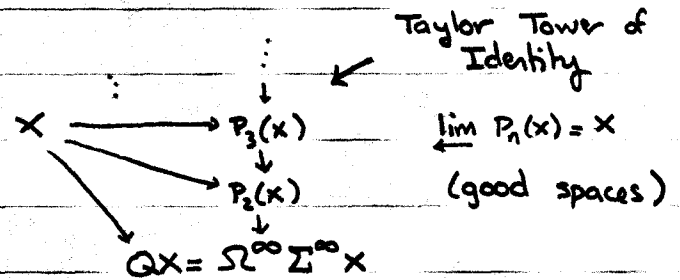 Taylor Tower of
Identity
⋮
⋮
X → P₃(X)
lim P_n(X) = X
P₂(X)
(good spaces)
QX = Ω^∞ Σ^∞ X